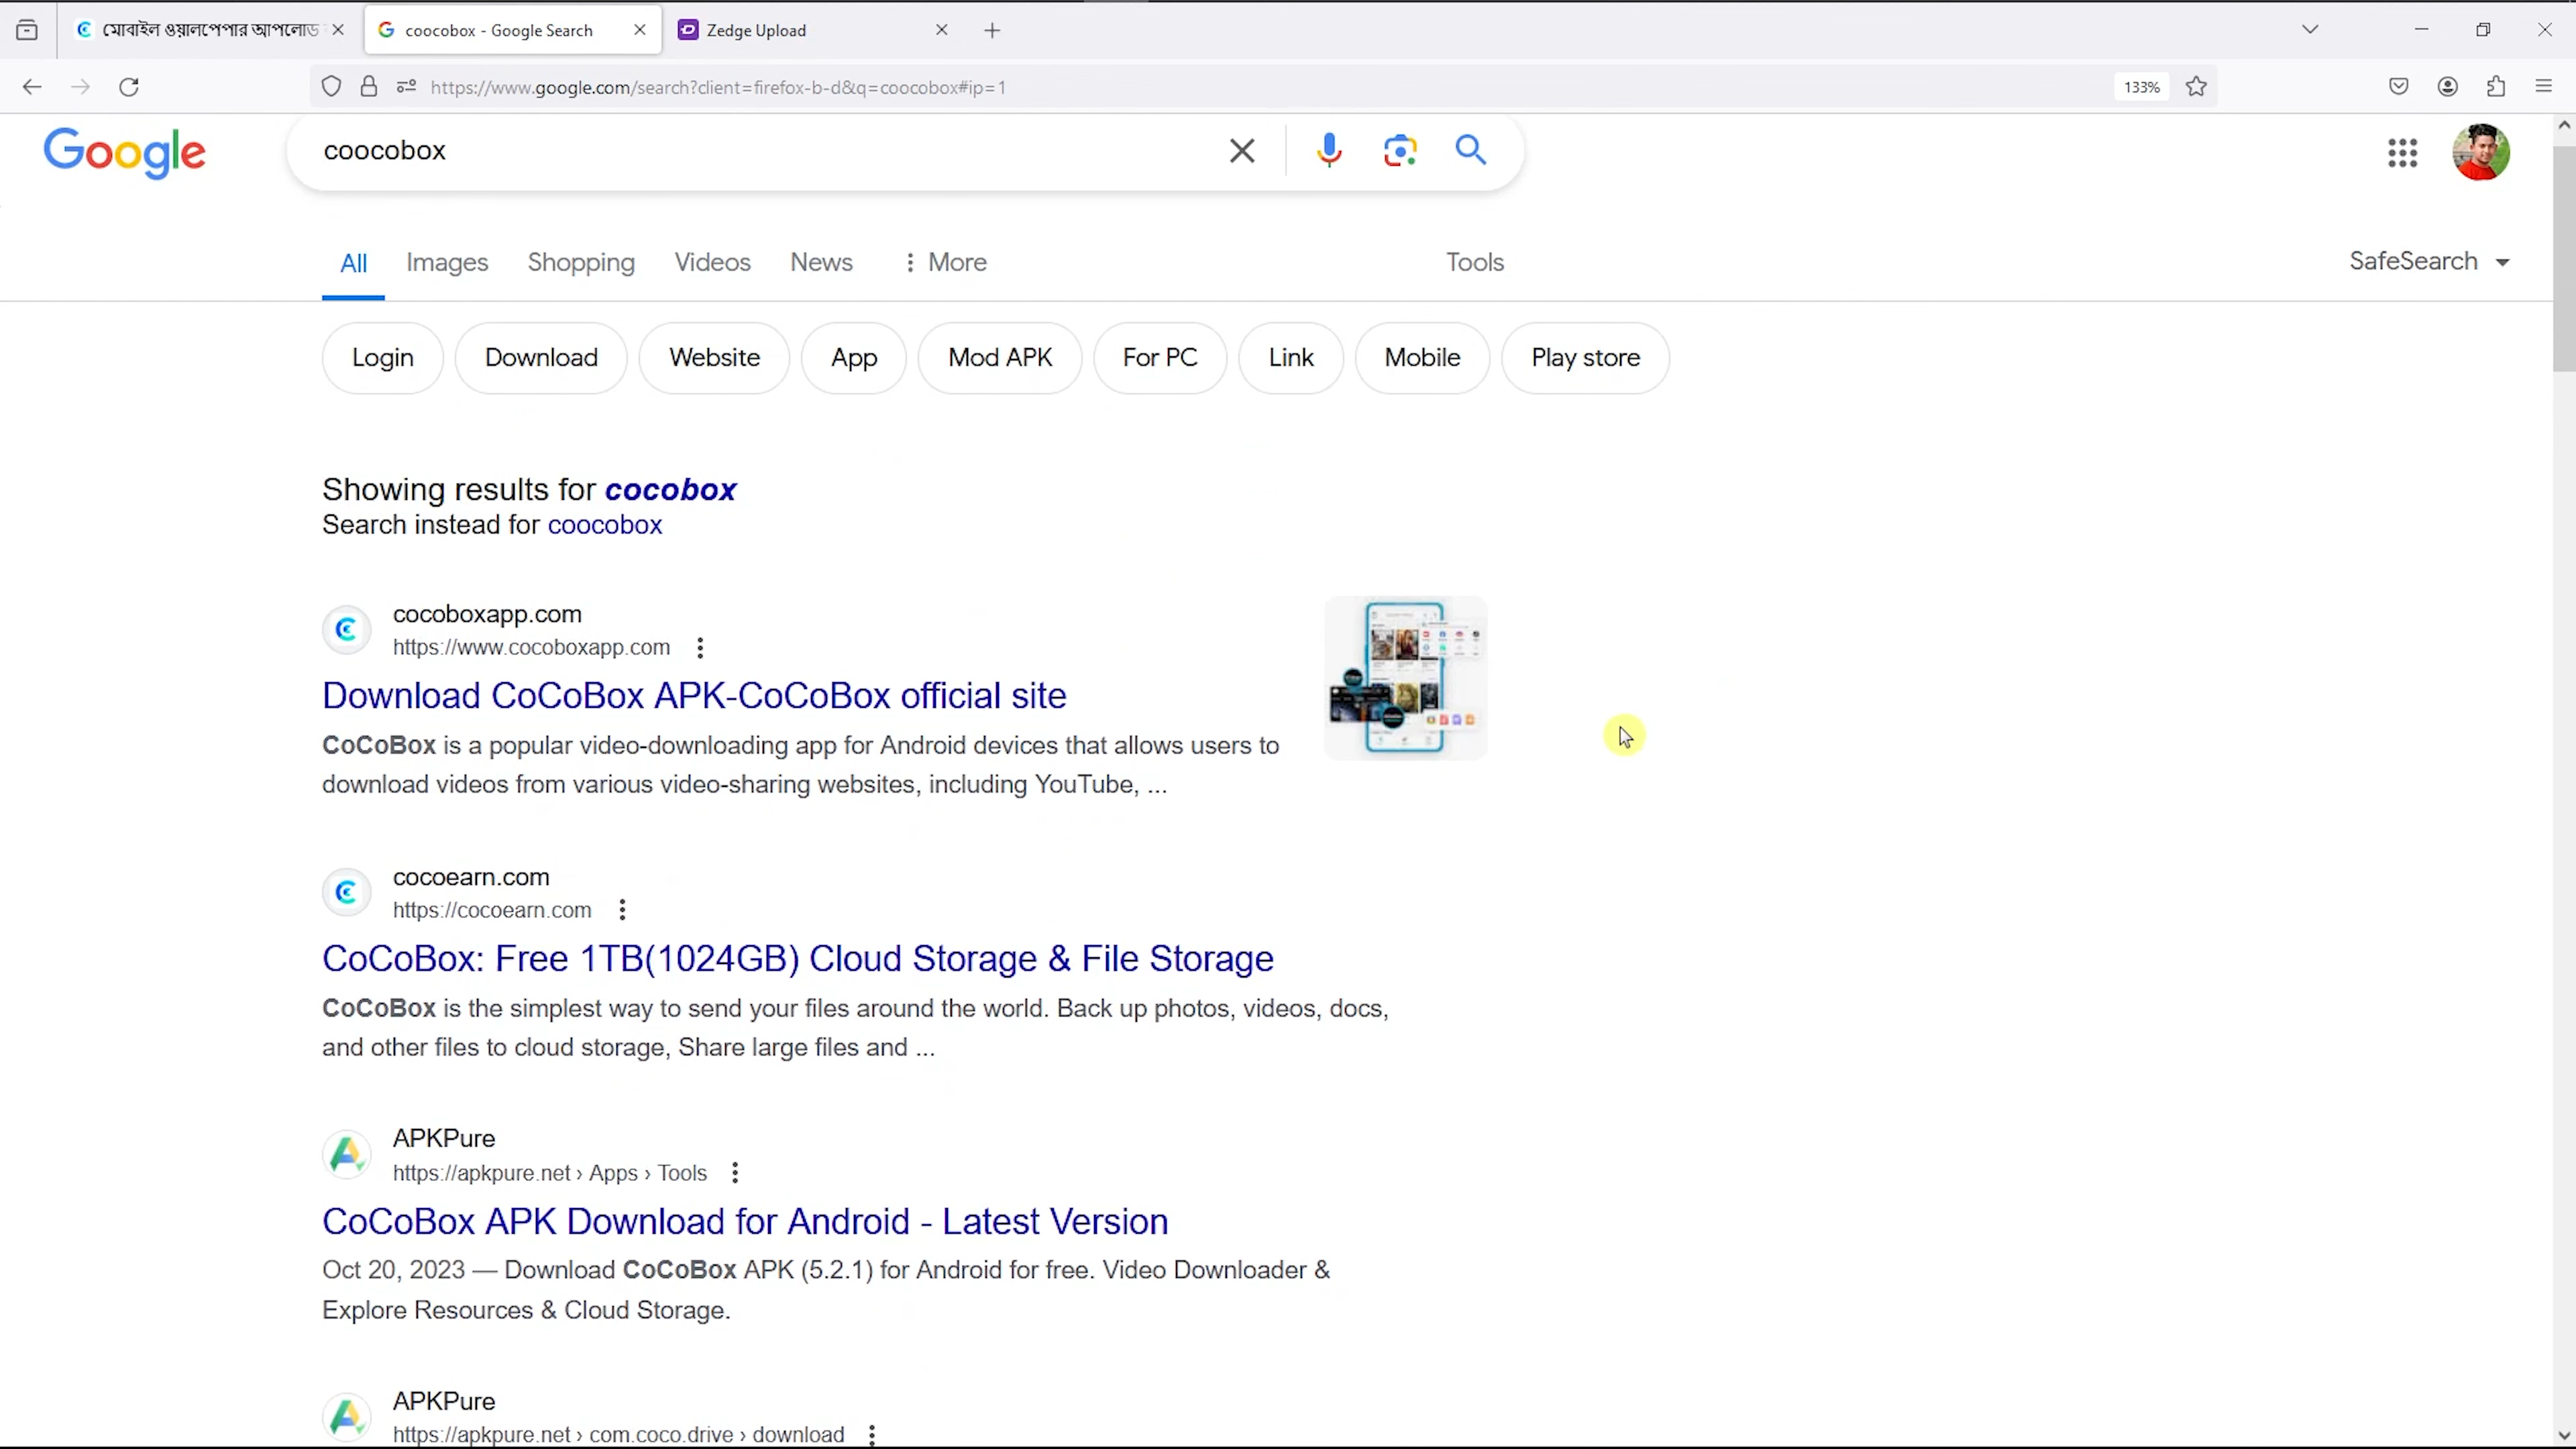 মোবাইল ওয়ালপেপার আপলোড
coocobox - Google Search
Zedge Upload
https://www.google.com/search?client=firefox-b-d&q=coocobox#ip=1
133%
Google
coocobox
All
Images
Shopping
Videos
News
More
Tools
SafeSearch
Login
Download
Website
App
Mod APK
For PC
Link
Mobile
Play store
Showing results for cocobox
Search instead for coocobox
cocoboxapp.com
https://www.cocoboxapp.com
Download CoCoBox APK-CoCoBox official site
CoCoBox is a popular video-downloading app for Android devices that allows users to
download videos from various video-sharing websites, including YouTube, ...
cocoearn.com
https://cocoearn.com
CoCoBox: Free 1TB(1024GB) Cloud Storage & File Storage
CoCoBox is the simplest way to send your files around the world. Back up photos, videos, docs,
and other files to cloud storage, Share large files and ...
APKPure
https://apkpure.net › Apps › Tools
CoCoBox APK Download for Android - Latest Version
Oct 20, 2023 — Download CoCoBox APK (5.2.1) for Android for free. Video Downloader &
Explore Resources & Cloud Storage.
APKPure
https://apkpure.net › com.coco.drive › download